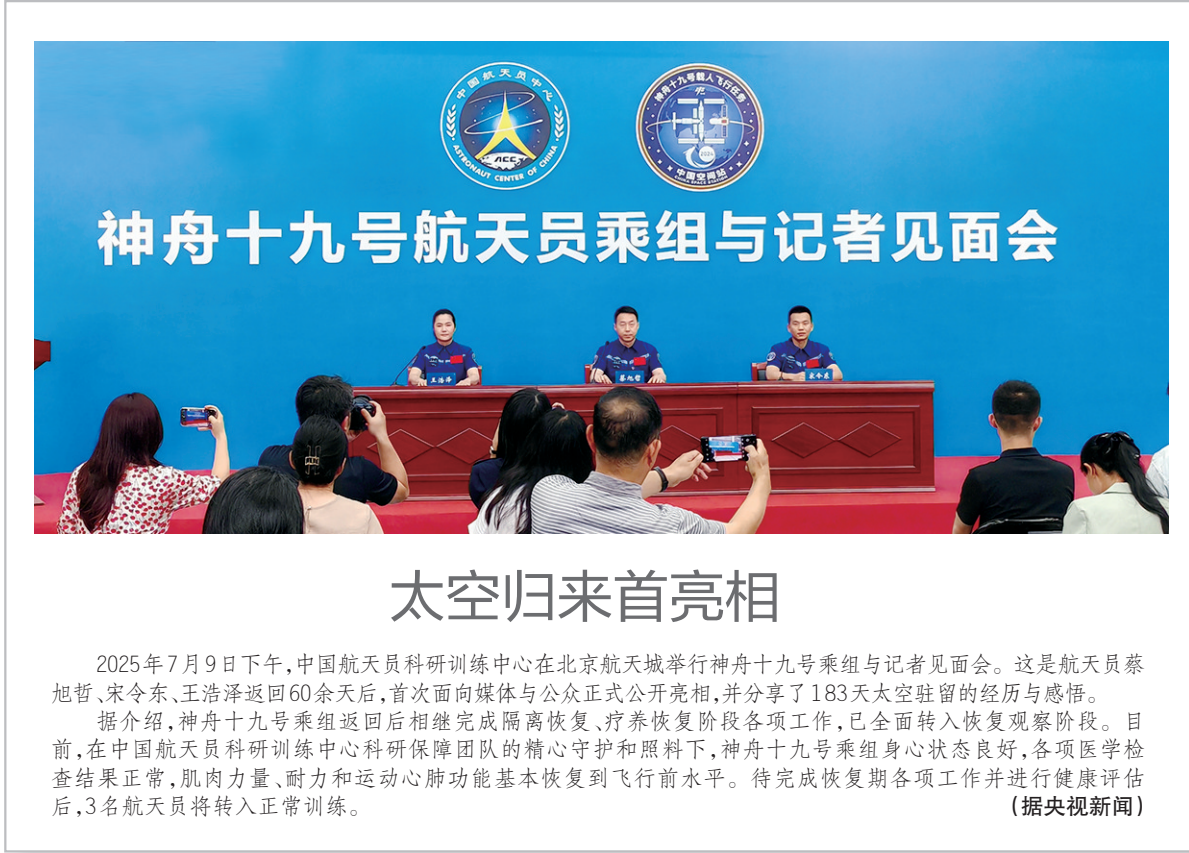 中国航天员中心
ASTRONAUT CENTER OF CHINA
ACC
神舟十九号载人飞行任务
2024
中国空间站
CHINA SPACE STATION
神舟十九号航天员乘组与记者见面会
王浩泽
蔡旭哲
宋令东
太空归来首亮相
2025年7月9日下午,中国航天员科研训练中心在北京航天城举行神舟十九号乘组与记者见面会。这是航天员蔡
旭哲、宋令东、王浩泽返回60余天后,首次面向媒体与公众正式公开亮相,并分享了183天太空驻留的经历与感悟。
据介绍,神舟十九号乘组返回后相继完成隔离恢复、疗养恢复阶段各项工作,已全面转入恢复观察阶段。目
前,在中国航天员科研训练中心科研保障团队的精心守护和照料下,神舟十九号乘组身心状态良好,各项医学检
查结果正常,肌肉力量、耐力和运动心肺功能基本恢复到飞行前水平。待完成恢复期各项工作并进行健康评估
后,3名航天员将转入正常训练。
(据央视新闻)